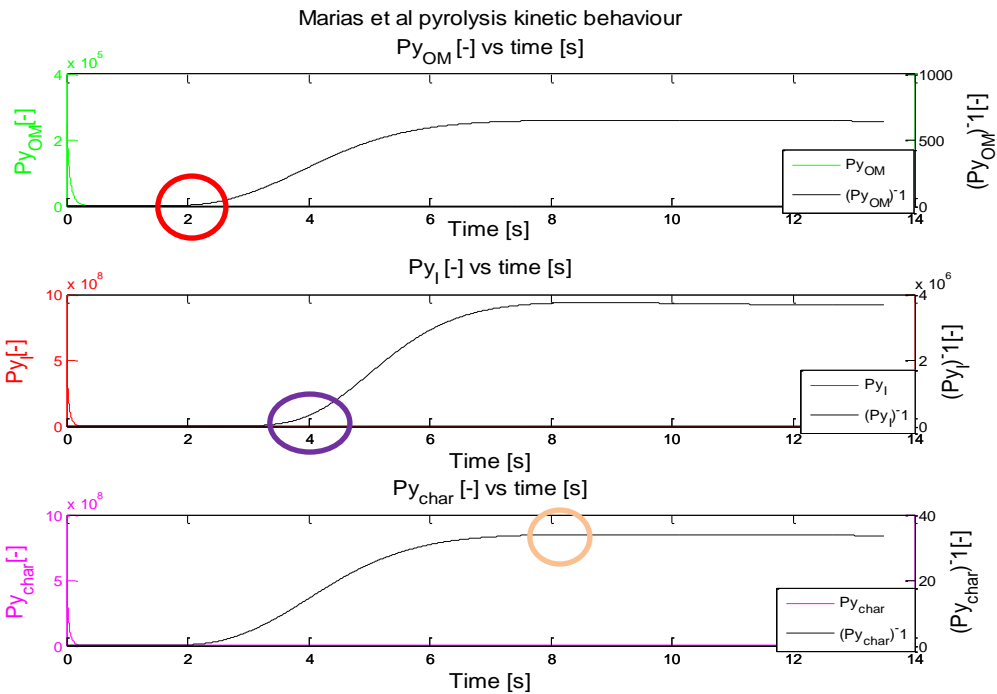 Marias et al pyrolysis kinetic behaviour
Py_OM [-] vs time [s]
x 10^5
4
2
0
Py_OM[-]
1000
500
0
(Py_OM)^-1[-]
Py_OM
(Py_OM)^-1
0 2 4 6 8 10 12 14
Time [s]
Py_I [-] vs time [s]
x 10^8
10
5
0
Py_I[-]
x 10^6
4
2
0
(Py_I)^-1[-]
Py_I
(Py_I)^-1
0 2 4 6 8 10 12 14
Time [s]
Py_char [-] vs time [s]
x 10^8
10
5
0
Py_char[-]
40
20
0
(Py_char)^-1[-]
Py_char
(Py_char)^-1
0 2 4 6 8 10 12 14
Time [s]